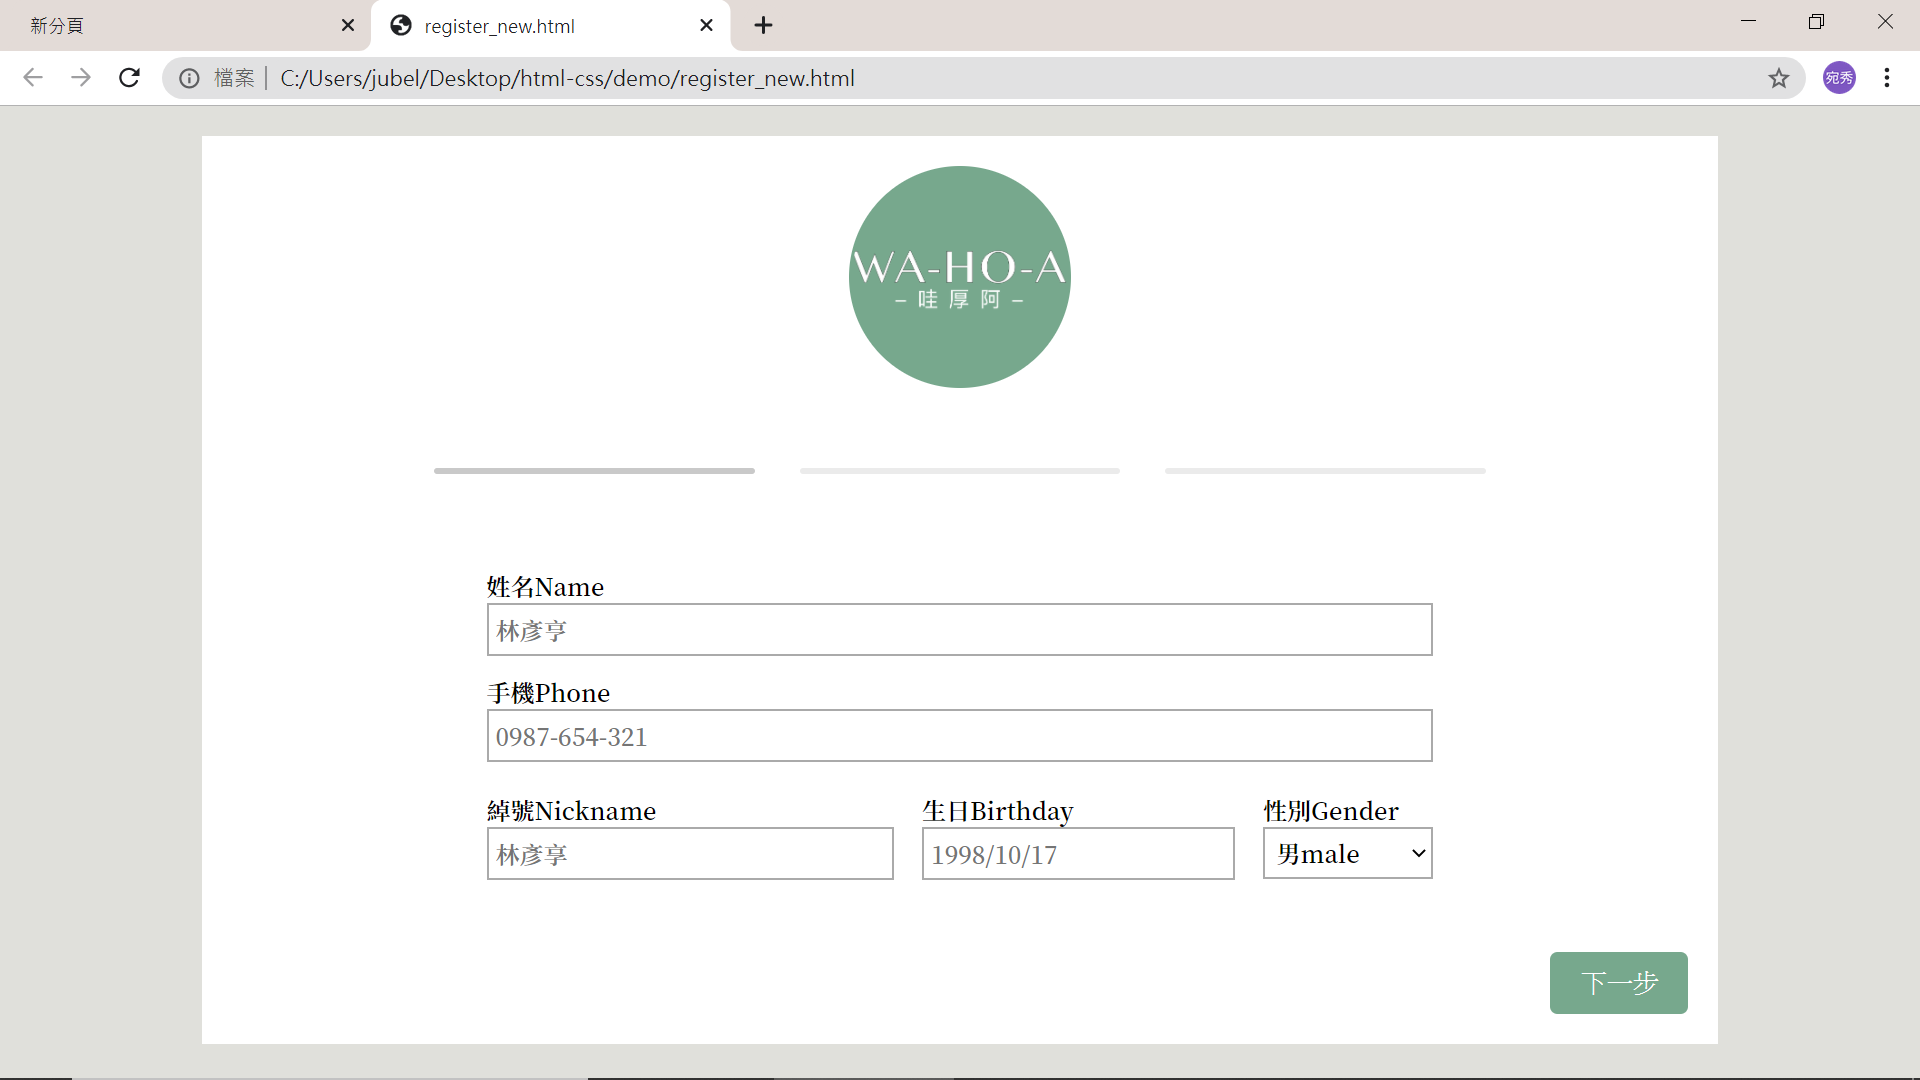 新分頁
register_new.html
檔案
C:/Users/jubel/Desktop/html-css/demo/register_new.html
宛秀
WA-HO-A
– 哇厚阿 –
姓名Name
林彥亨
手機Phone
0987-654-321
綽號Nickname 生日Birthday 性別Gender
林彥享 1998/10/17 男male
下一步